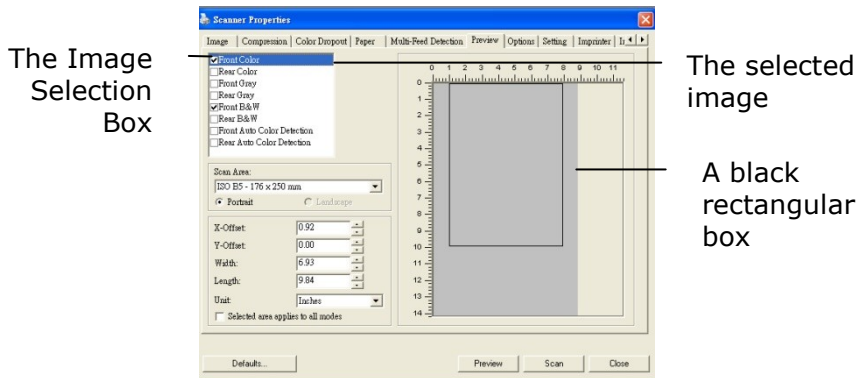 Scanner Properties
Image Compression Color Dropout Paper Multi-Feed Detection Preview Options Setting Imprinter
The Image
Selection
Box
Front Color
Rear Color
Front Gray
Rear Gray
Front B&W
Rear B&W
Front Auto Color Detection
Rear Auto Color Detection
Scan Area:
ISO B5 - 176 x 250 mm
Portrait Landscape
X-Offset: 0.92
Y-Offset: 0.00
Width: 6.93
Length: 9.84
Unit: Inches
Selected area applies to all modes
0 1 2 3 4 5 6 7 8 9 10 11
0
1
2
3
4
5
6
7
8
9
10
11
12
13
14
The selected
image
A black
rectangular
box
Defaults... Preview Scan Close